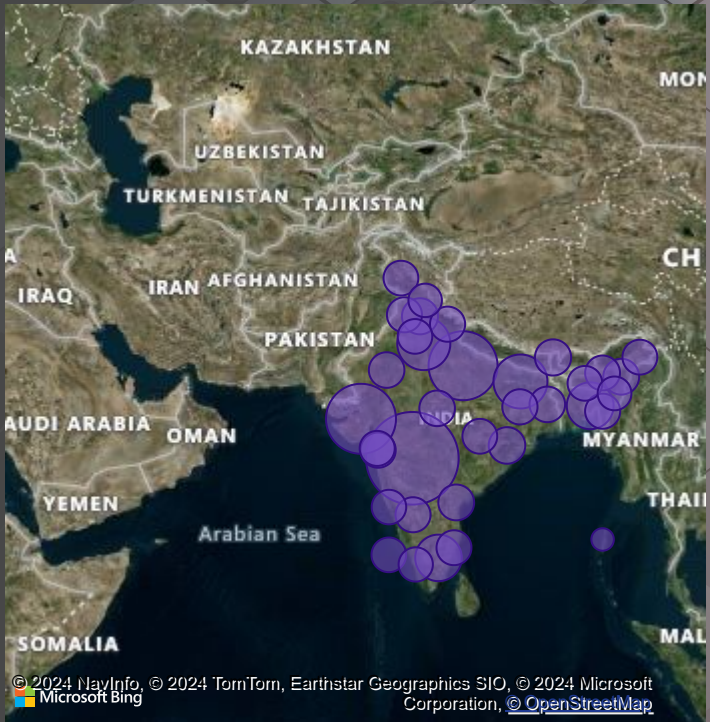 KAZAKHSTAN
MON
UZBEKISTAN
TURKMENISTAN
TAJIKISTAN
A
CH
IRAQ
IRAN
AFGHANISTAN
PAKISTAN
INDIA
AUDI ARABIA
OMAN
MYANMAR
YEMEN
THAI
Arabian Sea
SOMALIA
MAL
© 2024 NavInfo, © 2024 TomTom, Earthstar Geographics SIO, © 2024 Microsoft
Microsoft Bing
Corporation, © OpenStreetMap